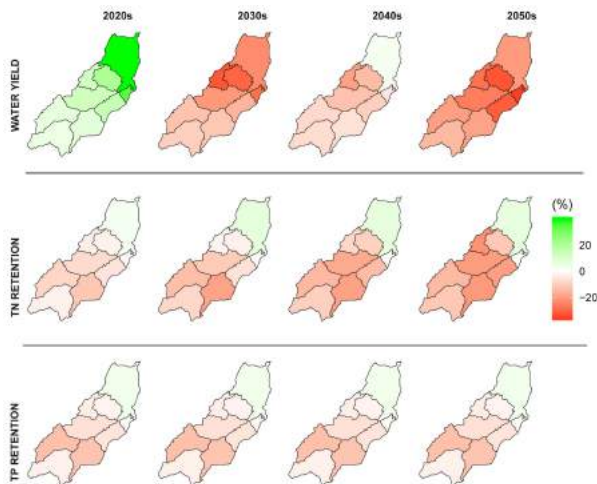 2020s 2030s 2040s 2050s
WATER YIELD
TN RETENTION
(%)
20
0
−20
TP RETENTION